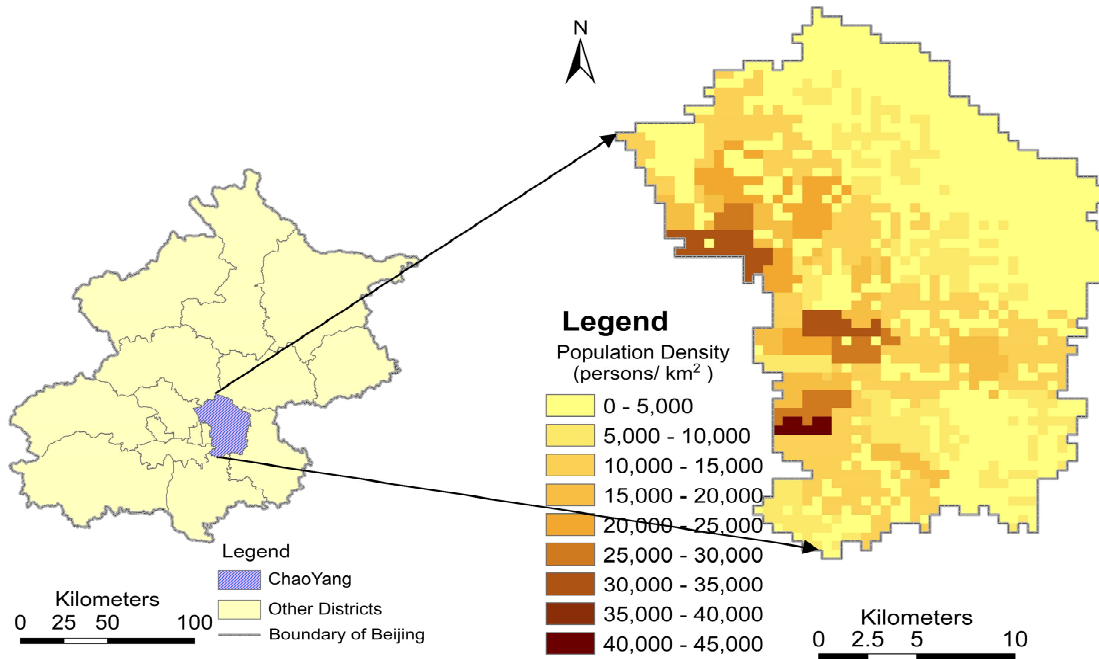 N
Legend
Population Density
(persons/ km²)
0 - 5,000
5,000 - 10,000
10,000 - 15,000
15,000 - 20,000
20,000 - 25,000
25,000 - 30,000
30,000 - 35,000
35,000 - 40,000
40,000 - 45,000
Legend
ChaoYang
Other Districts
Boundary of Beijing
Kilometers
0 25 50 100
Kilometers
0 2.5 5 10